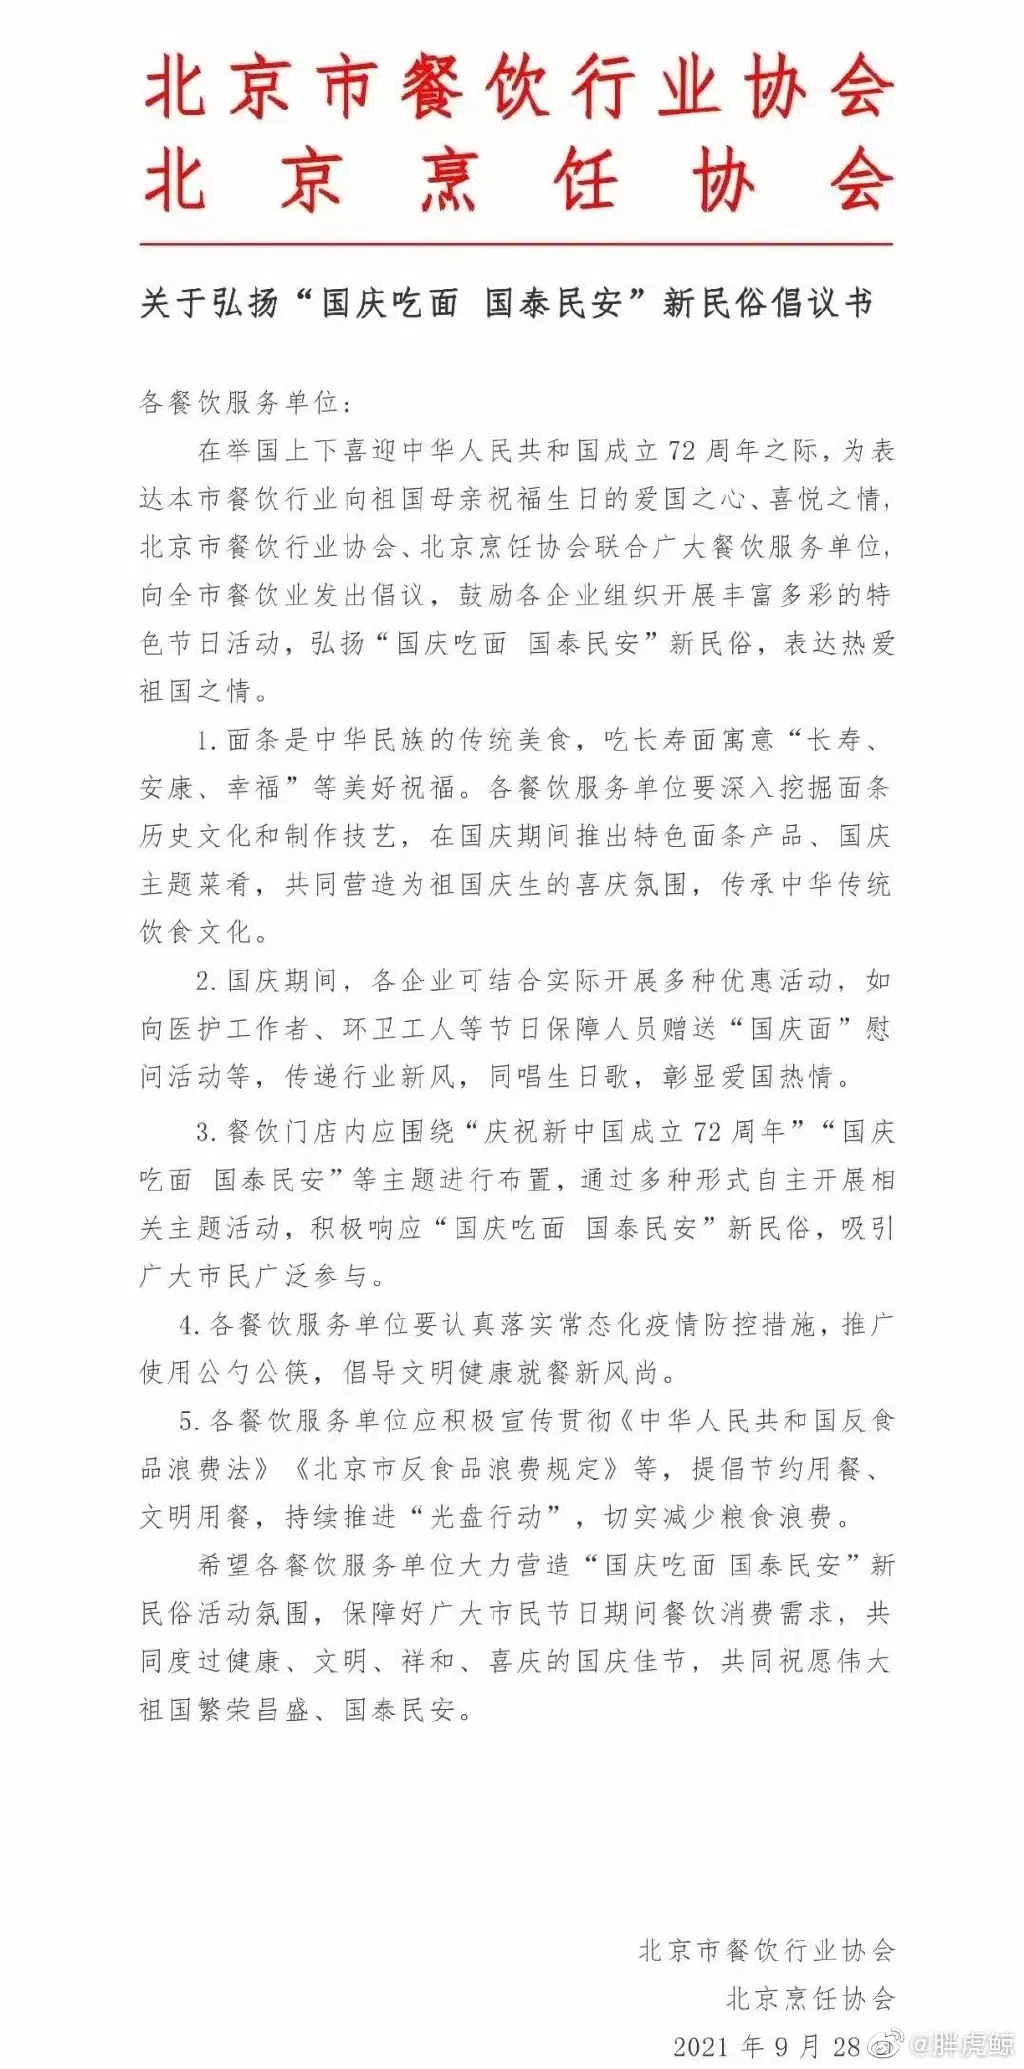 北京市餐饮行业协会
北京烹饪协会
关于弘扬“国庆吃面 国泰民安”新民俗倡议书
各餐饮服务单位:
在举国上下喜迎中华人民共和国成立72周年之际,为表
达本市餐饮行业向祖国母亲祝福生日的爱国之心、喜悦之情,
北京市餐饮行业协会、北京烹饪协会联合广大餐饮服务单位,
向全市餐饮业发出倡议，鼓励各企业组织开展丰富多彩的特
色节日活动，弘扬“国庆吃面 国泰民安”新民俗，表达热爱
祖国之情。
1.面条是中华民族的传统美食，吃长寿面寓意“长寿、
安康、幸福”等美好祝福。各餐饮服务单位要深入挖掘面条
历史文化和制作技艺，在国庆期间推出特色面条产品、国庆
主题菜肴，共同营造为祖国庆生的喜庆氛围，传承中华传统
饮食文化。
2.国庆期间，各企业可结合实际开展多种优惠活动，如
向医护工作者、环卫工人等节日保障人员赠送“国庆面”慰
问活动等，传递行业新风，同唱生日歌，彰显爱国热情。
3.餐饮门店内应围绕“庆祝新中国成立72周年”“国庆
吃面 国泰民安”等主题进行布置，通过多种形式自主开展相
关主题活动，积极响应“国庆吃面 国泰民安”新民俗，吸引
广大市民广泛参与。
4.各餐饮服务单位要认真落实常态化疫情防控措施，推广
使用公勺公筷，倡导文明健康就餐新风尚。
5.各餐饮服务单位应积极宣传贯彻《中华人民共和国反食
品浪费法》《北京市反食品浪费规定》等，提倡节约用餐、
文明用餐，持续推进“光盘行动”，切实减少粮食浪费。
希望各餐饮服务单位大力营造“国庆吃面 国泰民安”新
民俗活动氛围，保障好广大市民节日期间餐饮消费需求，共
同度过健康、文明、祥和、喜庆的国庆佳节，共同祝愿伟大
祖国繁荣昌盛、国泰民安。
北京市餐饮行业协会
北京烹饪协会
2021年9月28日
@胖虎鲸